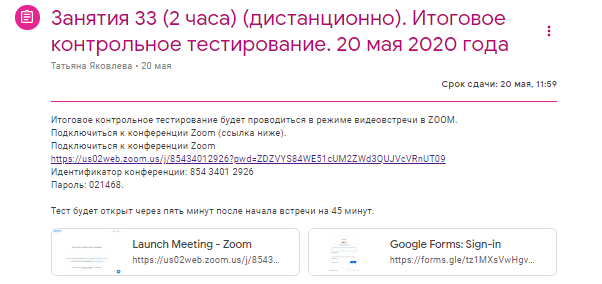 Занятия 33 (2 часа) (дистанционно). Итоговое
контрольное тестирование. 20 мая 2020 года
Татьяна Яковлева • 20 мая
Срок сдачи: 20 мая, 11:59
Итоговое контрольное тестирование будет проводиться в режиме видеовстречи в ZOOM.
Подключиться к конференции Zoom (ссылка ниже).
Подключиться к конференции Zoom
https://us02web.zoom.us/j/85434012926?pwd=ZDZVYS84WE51cUM2ZWd3QUJVcVRnUT09
Идентификатор конференции: 854 3401 2926
Пароль: 021468.
Тест будет открыт через пять минут после начала встречи на 45 минут.
Launch Meeting - Zoom
https://us02web.zoom.us/j/8543...
Google Forms: Sign-in
https://forms.gle/tz1MXsVwHgv...